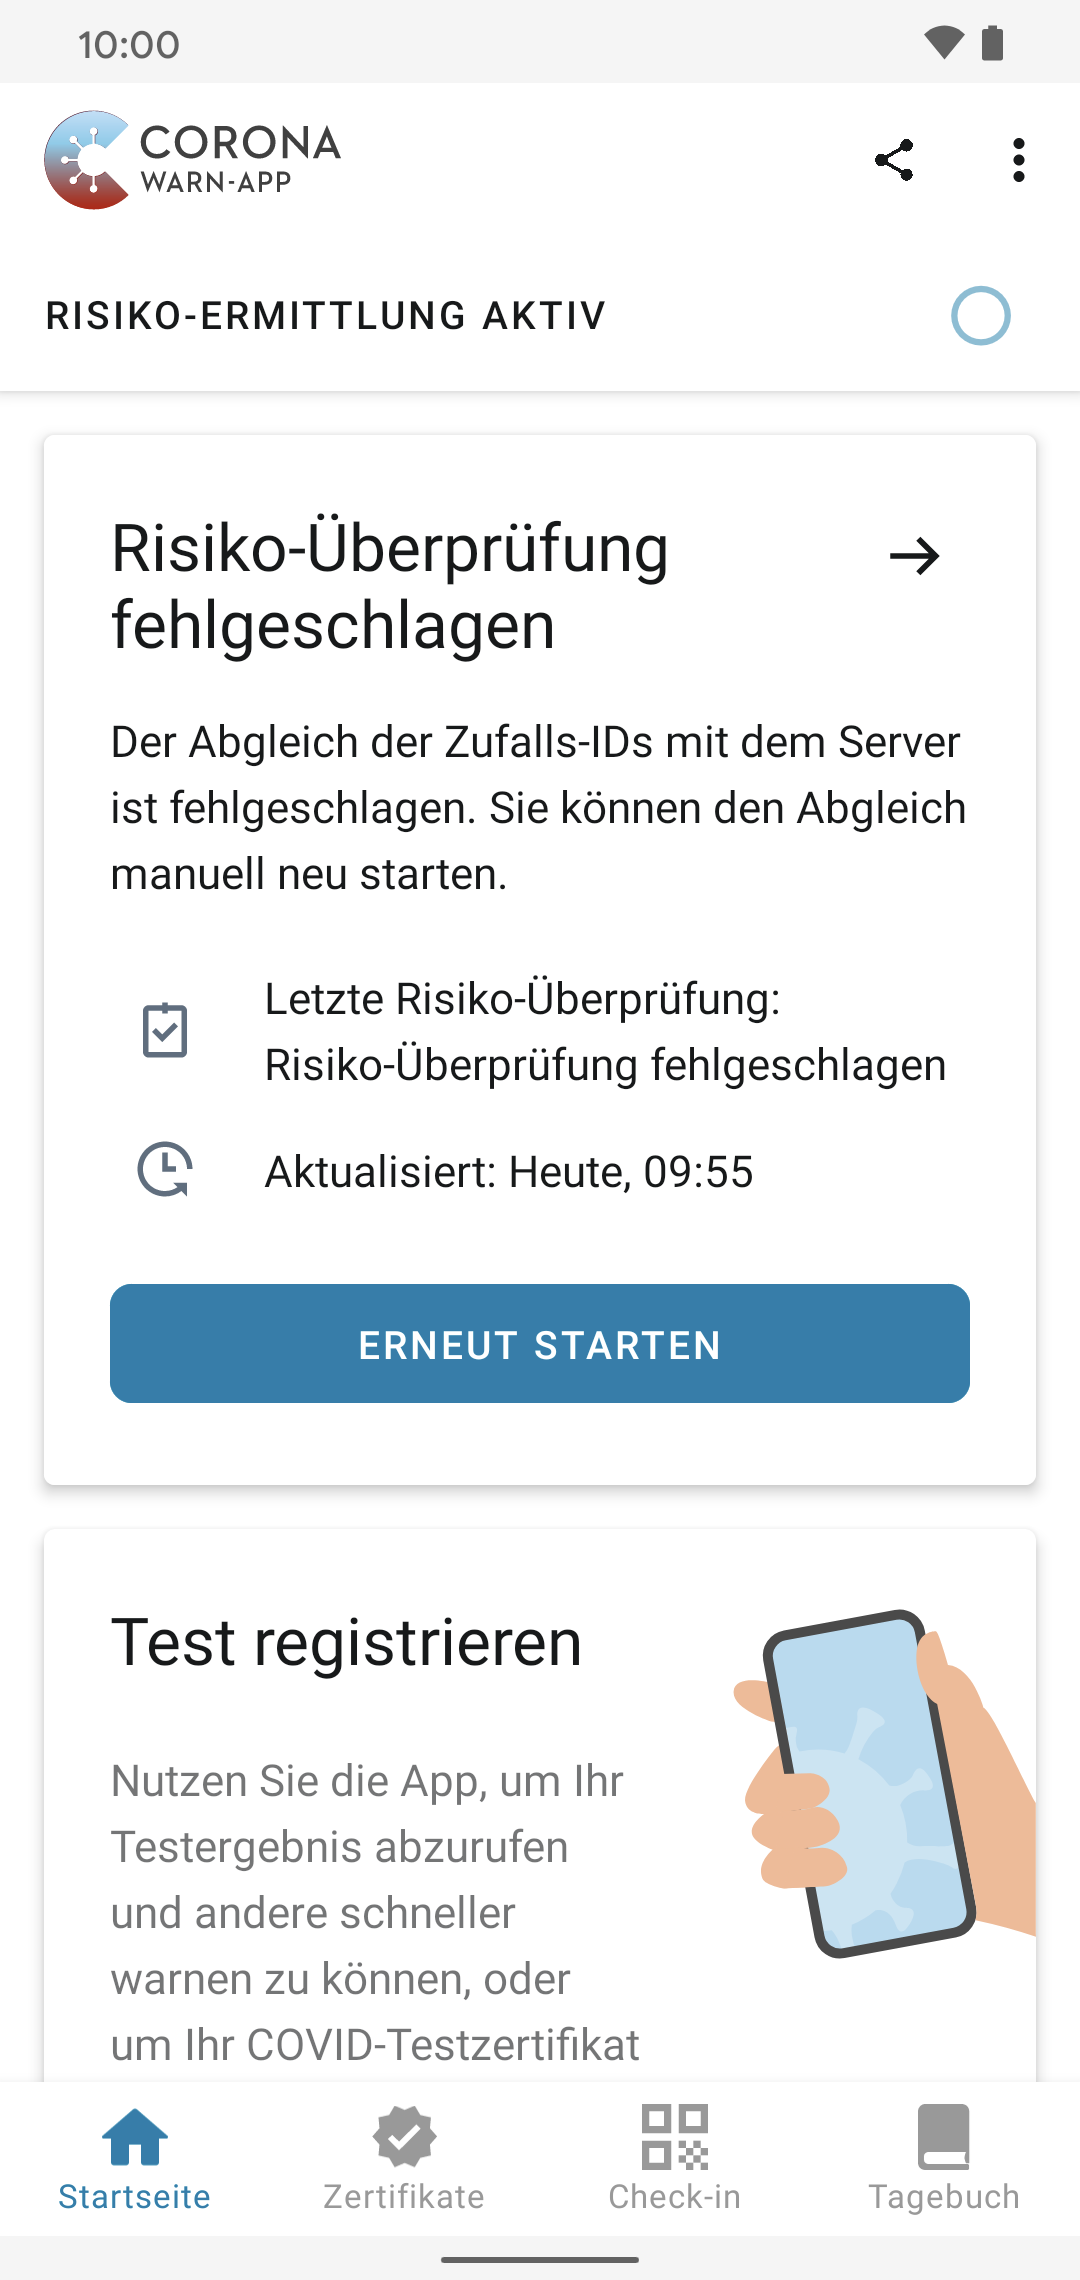 10:00
CORONA
WARN-APP
RISIKO-ERMITTLUNG AKTIV
Risiko-Überprüfung
fehlgeschlagen
Der Abgleich der Zufalls-IDs mit dem Server
ist fehlgeschlagen. Sie können den Abgleich
manuell neu starten.
Letzte Risiko-Überprüfung:
Risiko-Überprüfung fehlgeschlagen
Aktualisiert: Heute, 09:55
ERNEUT STARTEN
Test registrieren
Nutzen Sie die App, um Ihr
Testergebnis abzurufen
und andere schneller
warnen zu können, oder
um Ihr COVID-Testzertifikat
Startseite
Zertifikate
Check-in
Tagebuch